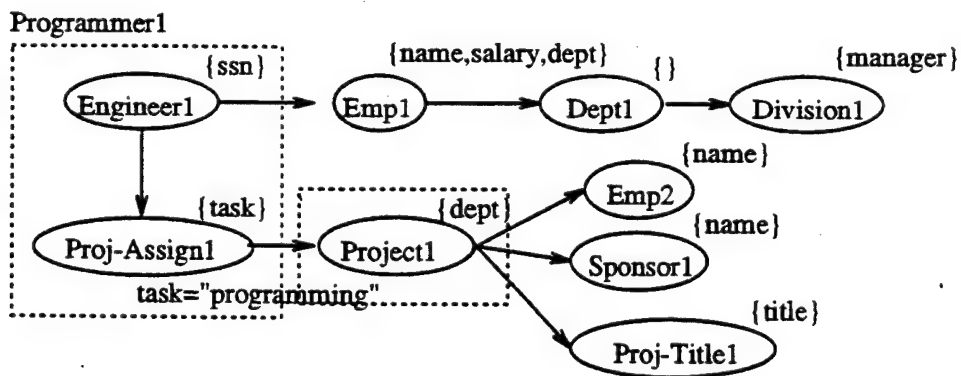 Programmer1
{ssn}
{name,salary,dept}
{}
{manager}
Engineer1
Emp1
Dept1
Division1
{name}
Emp2
{task}
{dept}
{name}
Proj-Assign1
Project1
Sponsor1
task="programming"
{title}
Proj-Title1